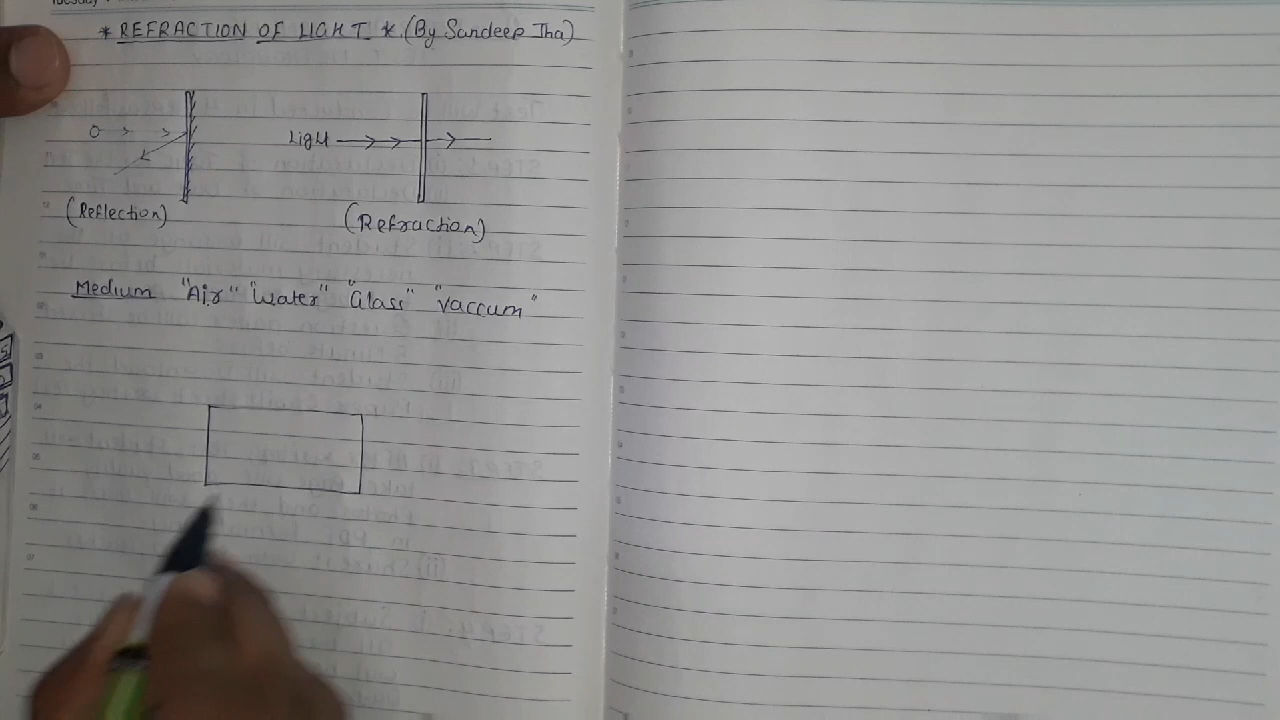 * REFRACTION OF LIGHT * (By Sandeep Jha)
Light
(Reflection)
(Refraction)
Medium "Air" "Water" "Glass" "Vaccum"